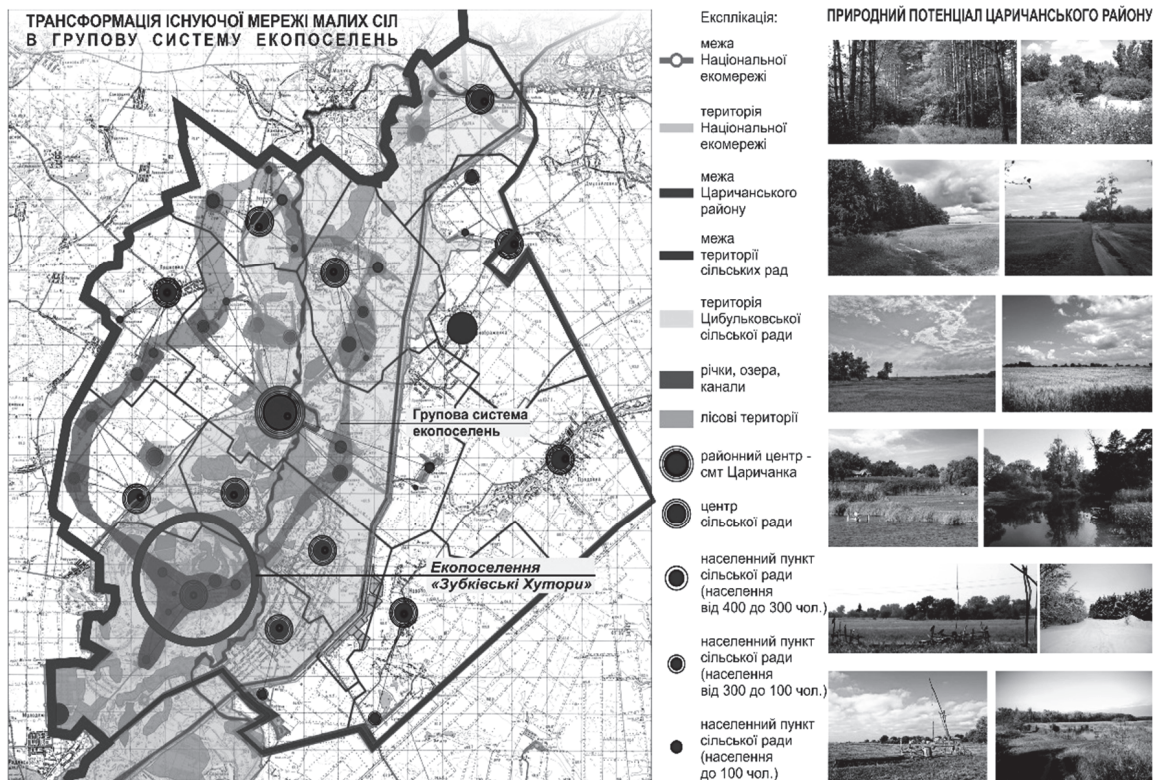 ТРАНСФОРМАЦІЯ ІСНУЮЧОЇ МЕРЕЖІ МАЛИХ СІЛ
В ГРУПОВУ СИСТЕМУ ЕКОПОСЕЛЕНЬ
Групова система
екопоселень
Екопоселення
«Зубківські Хутори»
Експлікація:
межа
Національної
екомережі
територія
Національної
екомережі
межа
Царичанського
району
межа
території
сільських рад
територія
Цибульковської
сільської ради
річки, озера,
канали
лісові території
районний центр -
смт Царичанка
центр
сільської ради
населенний пункт
сільської ради
(населення
від 400 до 300 чол.)
населенний пункт
сільської ради
(населення
від 300 до 100 чол.)
населенний пункт
сільської ради
(населення
до 100 чол.)
ПРИРОДНИЙ ПОТЕНЦІАЛ ЦАРИЧАНСЬКОГО РАЙОНУ